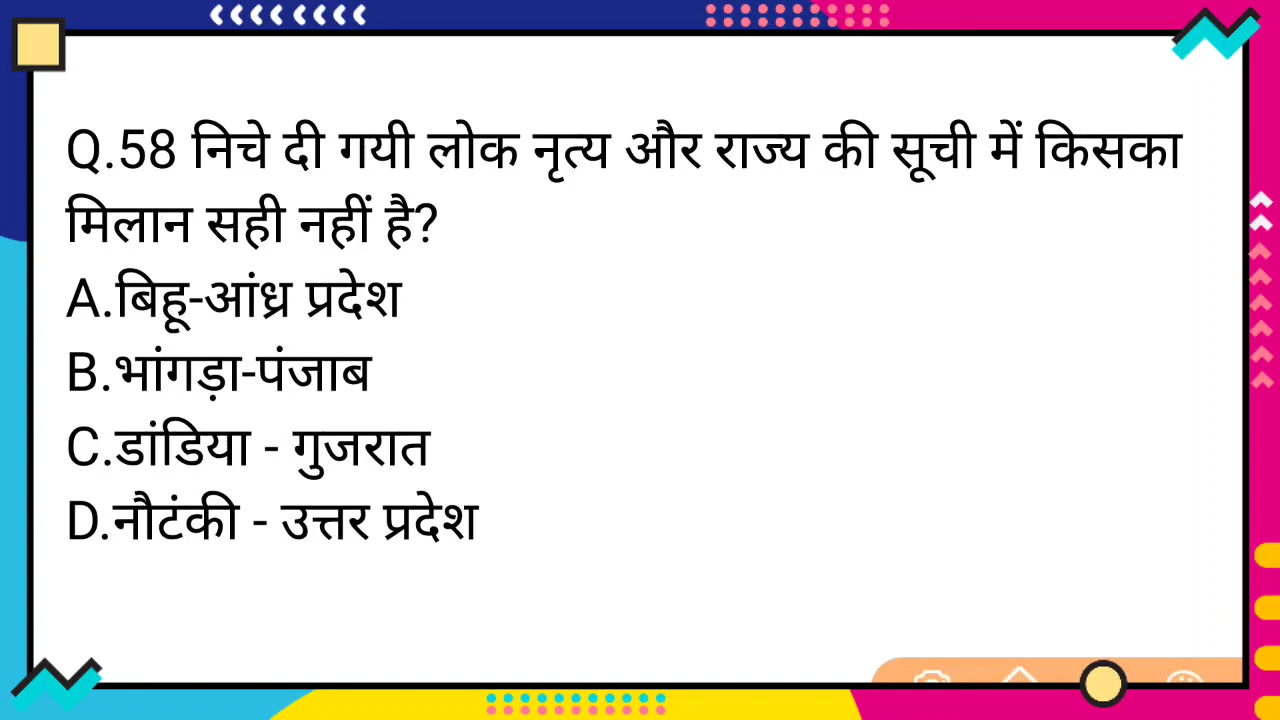 Q.58 निचे दी गयी लोक नृत्य और राज्य की सूची में किसका
मिलान सही नहीं है?
A.बिहू-आंध्र प्रदेश
B.भांगड़ा-पंजाब
C.डांडिया - गुजरात
D.नौटंकी - उत्तर प्रदेश